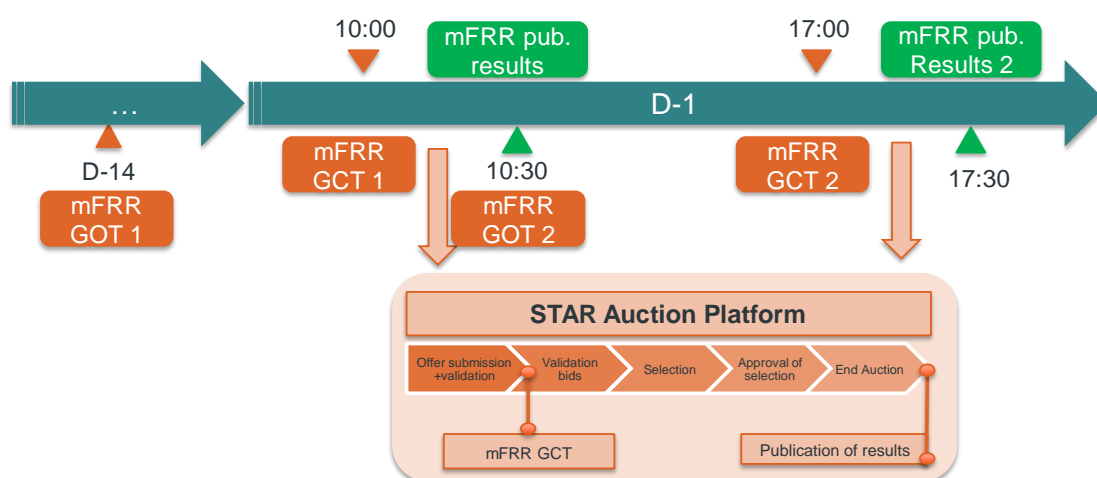 10:00
mFRR pub.
results
17:00
mFRR pub.
Results 2
...
D-1
D-14
mFRR
GOT 1
mFRR
GCT 1
10:30
mFRR
GOT 2
mFRR
GCT 2
17:30
STAR Auction Platform
Offer submission
+validation
Validation
bids
Selection
Approval of
selection
End Auction
mFRR GCT
Publication of results